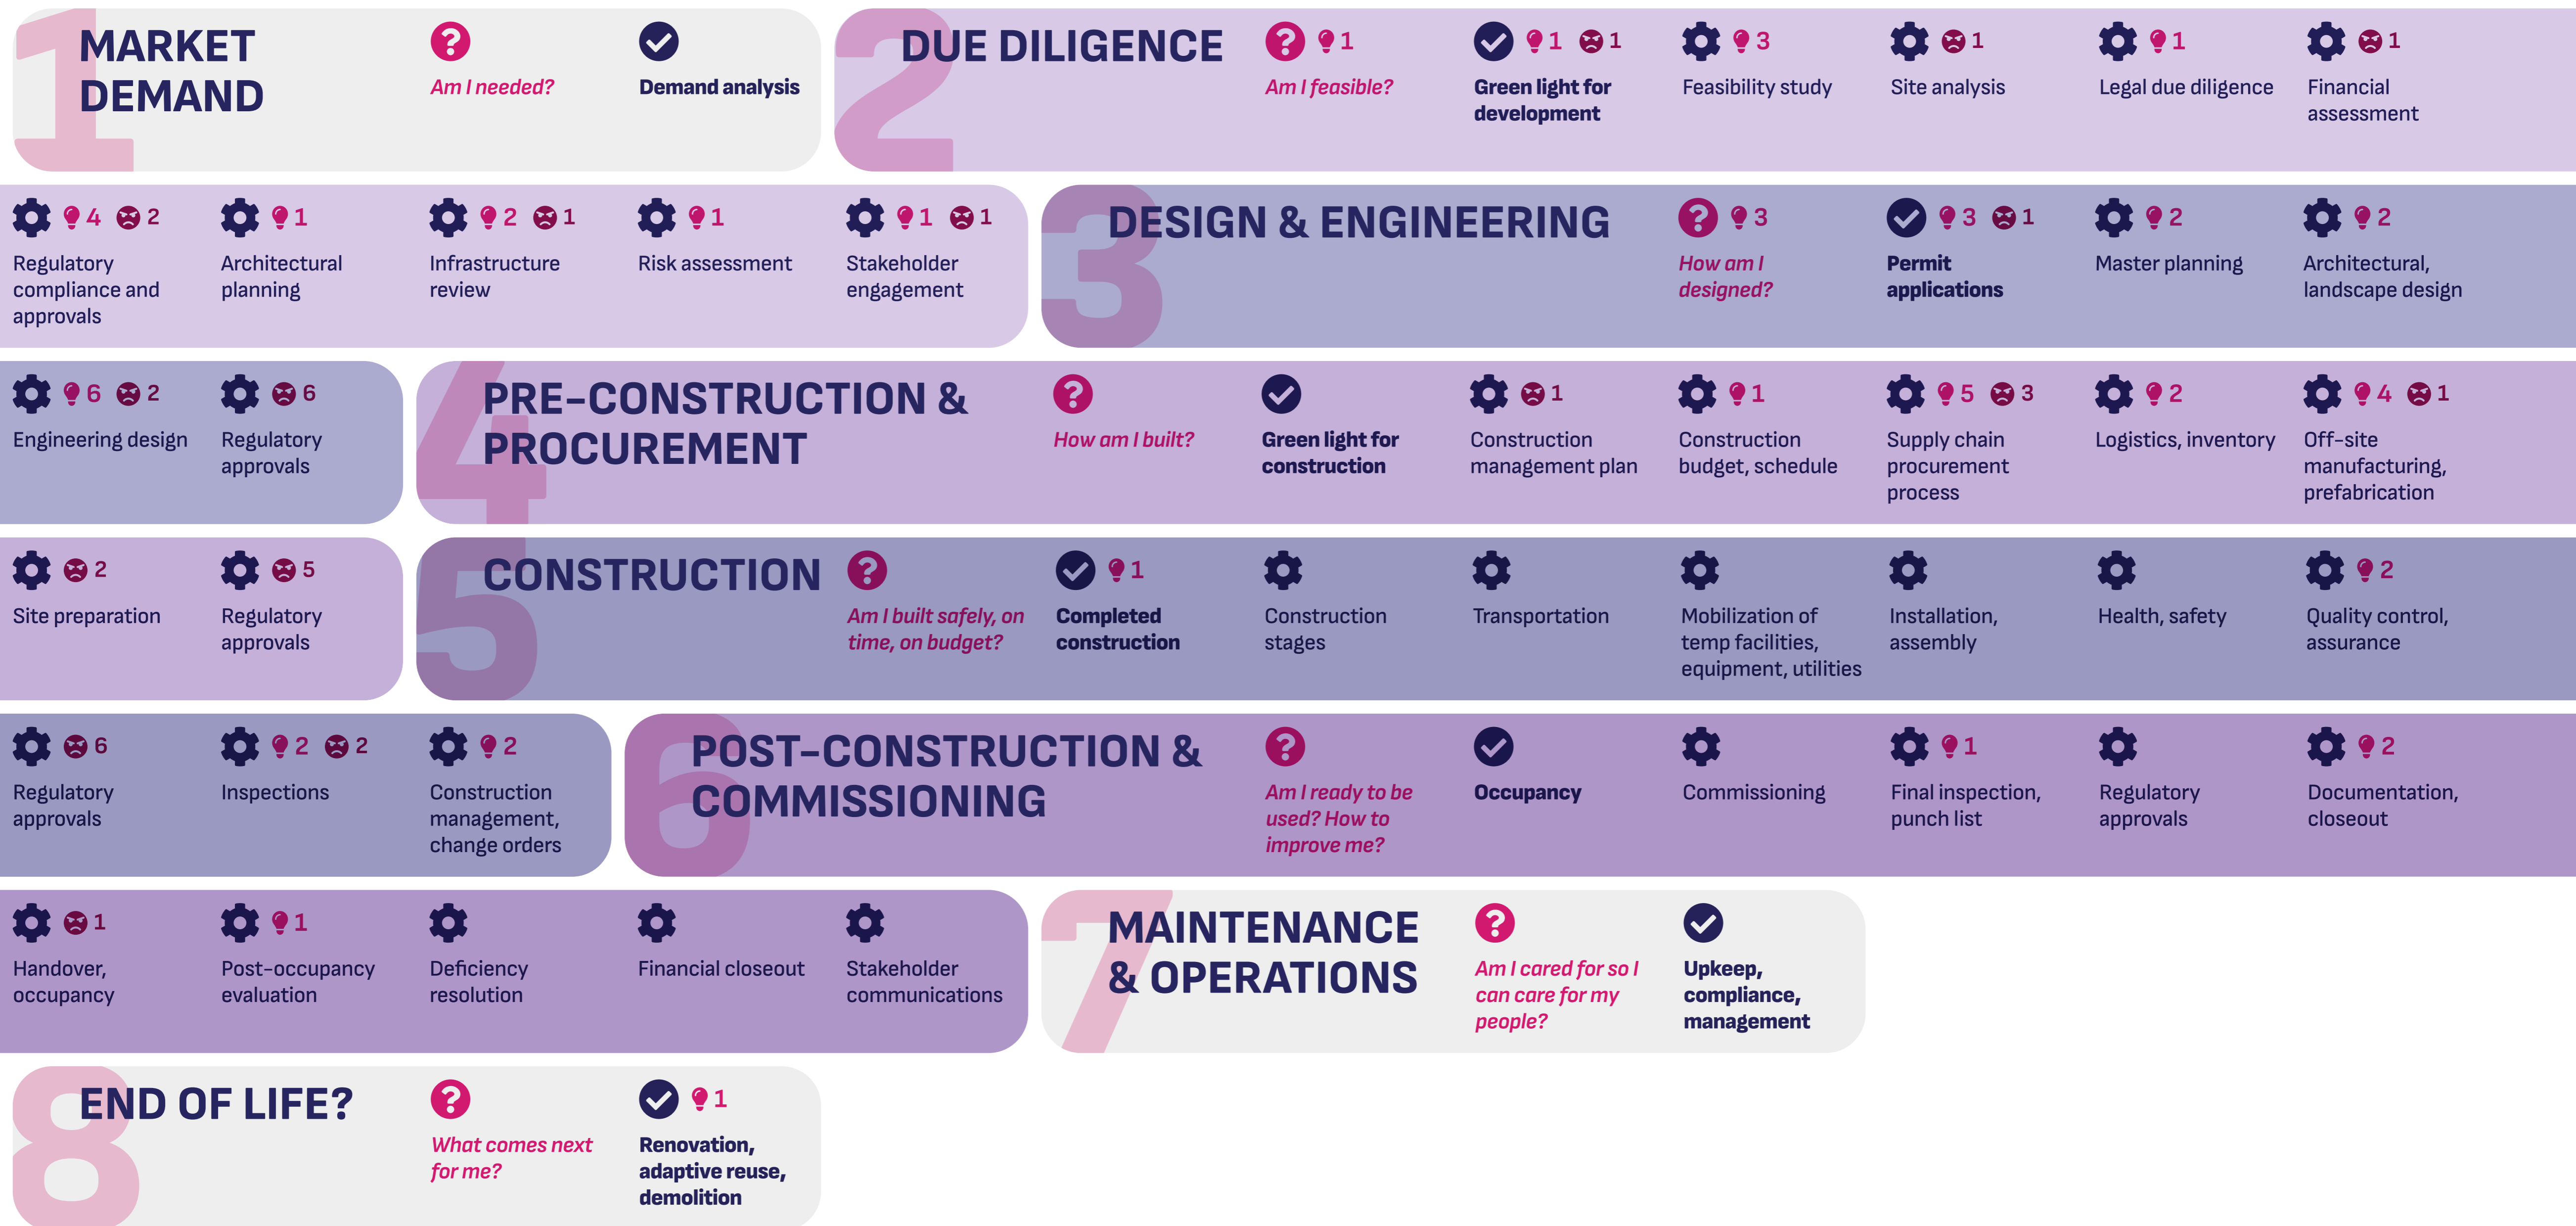 1
MARKET
DEMAND
Am I needed?
Demand analysis
2
DUE DILIGENCE
1
Am I feasible?
1 1
Green light for
development
3
Feasibility study
1
Site analysis
1
Legal due diligence
1
Financial
assessment
4 2
Regulatory
compliance and
approvals
1
Architectural
planning
2 1
Infrastructure
review
1
Risk assessment
1 1
Stakeholder
engagement
3
DESIGN & ENGINEERING
3
How am I
designed?
3 1
Permit
applications
2
Master planning
2
Architectural,
landscape design
6 2
Engineering design
6
Regulatory
approvals
4
PRE-CONSTRUCTION &
PROCUREMENT
How am I built?
Green light for
construction
1
Construction
management plan
1
Construction
budget, schedule
5 3
Supply chain
procurement
process
2
Logistics, inventory
4 1
Off-site
manufacturing,
prefabrication
2
Site preparation
5
Regulatory
approvals
5
CONSTRUCTION
Am I built safely, on
time, on budget?
1
Completed
construction
Construction
stages
Transportation
Mobilization of
temp facilities,
equipment, utilities
Installation,
assembly
Health, safety
2
Quality control,
assurance
6
Regulatory
approvals
2 2
Inspections
2
Construction
management,
change orders
6
POST-CONSTRUCTION &
COMMISSIONING
Am I ready to be
used? How to
improve me?
Occupancy
Commissioning
1
Final inspection,
punch list
Regulatory
approvals
2
Documentation,
closeout
1
Handover,
occupancy
1
Post-occupancy
evaluation
Deficiency
resolution
Financial closeout
Stakeholder
communications
7
MAINTENANCE
& OPERATIONS
Am I cared for so I
can care for my
people?
Upkeep,
compliance,
management
8
END OF LIFE?
What comes next
for me?
1
Renovation,
adaptive reuse,
demolition